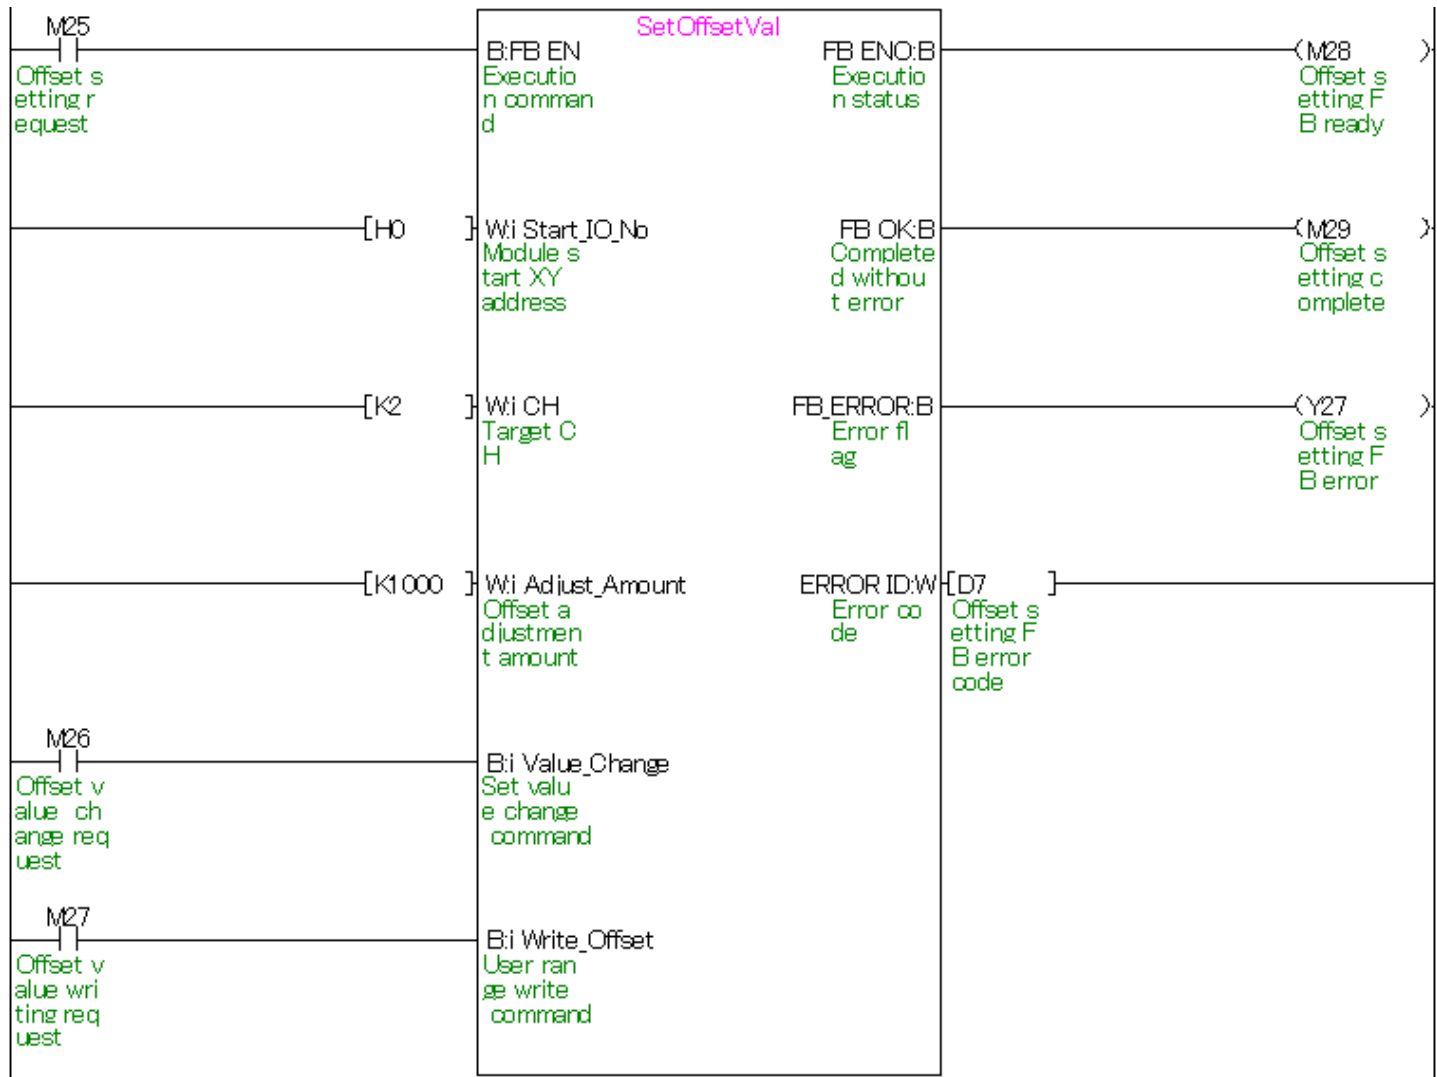 M25
SetOffsetVal
B:FB EN
FB ENO:B
(M28 )
Offset s
etting r
equest
Executio
n comman
d
Executio
n status
Offset s
etting F
B ready
[H0 ]
W:i Start_IO_No
FB OK:B
(M29 )
Module s
tart XY
address
Complete
d withou
t error
Offset s
etting c
omplete
[K2 ]
W:i CH
FB_ERROR:B
(Y27 )
Target C
H
Error fl
ag
Offset s
etting F
B error
[K1000 ]
W:i Adjust_Amount
ERROR ID:W
[D7 ]
Offset a
djustmen
t amount
Error co
de
Offset s
etting F
B error
code
M26
B:i Value_Change
Offset v
alue ch
ange req
uest
Set valu
e change
command
M27
B:i Write_Offset
Offset v
alue wri
ting req
uest
User ran
ge write
command